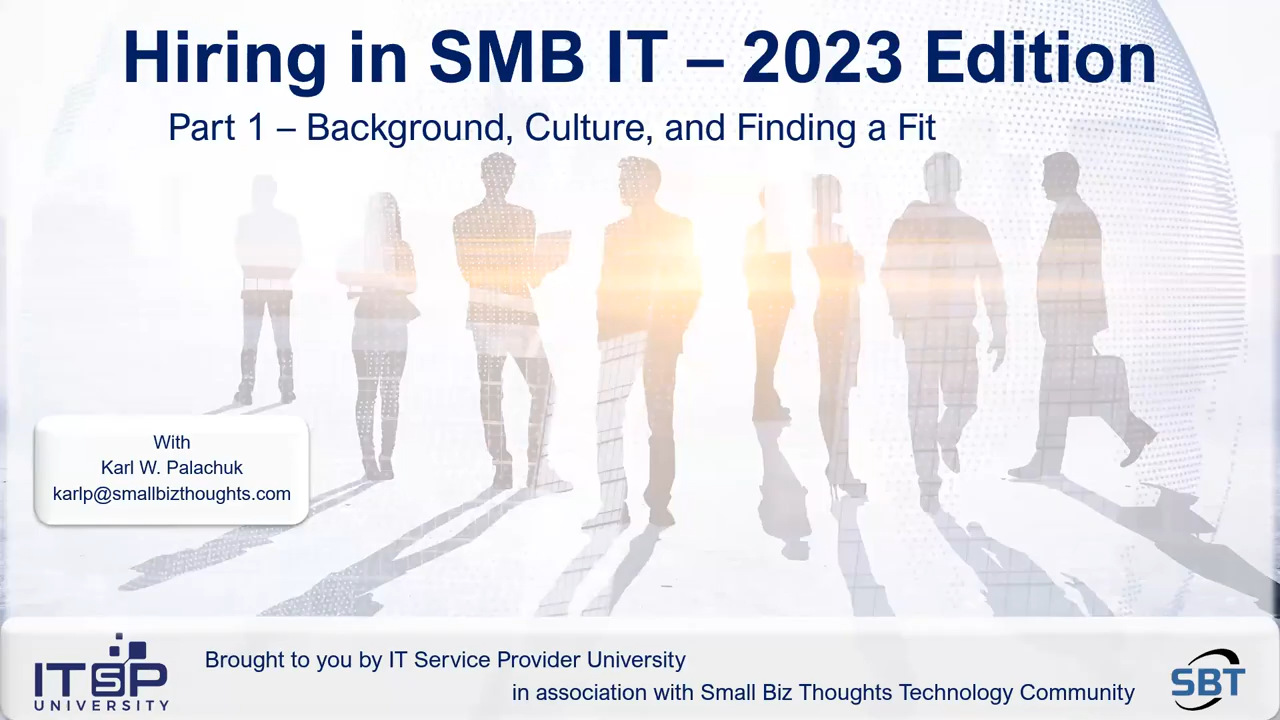 Hiring in SMB IT – 2023 Edition
Part 1 – Background, Culture, and Finding a Fit
With
Karl W. Palachuk
karlp@smallbizthoughts.com
ITSP
UNIVERSITY
Brought to you by IT Service Provider University
in association with Small Biz Thoughts Technology Community
SBT